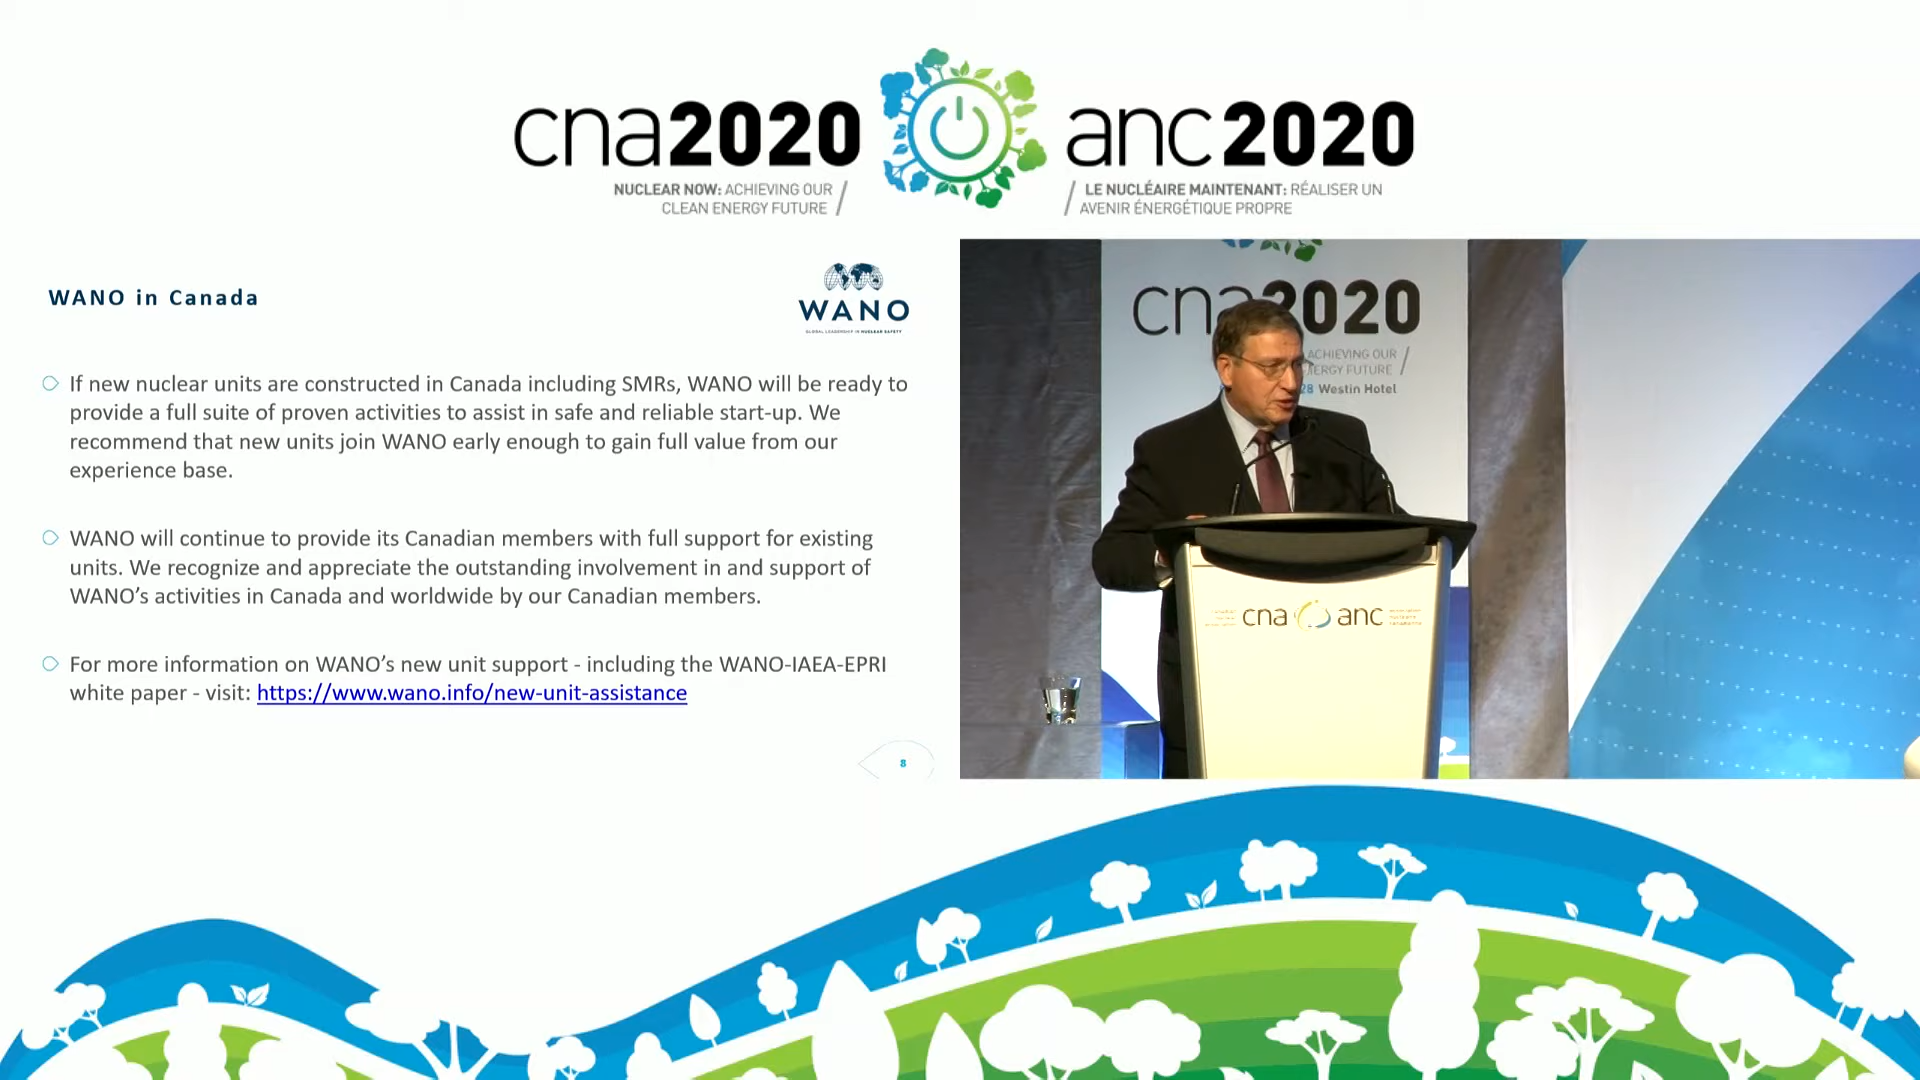 cna2020
NUCLEAR NOW: ACHIEVING OUR
CLEAN ENERGY FUTURE
anc2020
LE NUCLÉAIRE MAINTENANT: RÉALISER UN
AVENIR ÉNERGÉTIQUE PROPRE
WANO in Canada
WANO
GLOBAL LEADERSHIP IN NUCLEAR SAFETY
If new nuclear units are constructed in Canada including SMRs, WANO will be ready to
provide a full suite of proven activities to assist in safe and reliable start-up. We
recommend that new units join WANO early enough to gain full value from our
experience base.
WANO will continue to provide its Canadian members with full support for existing
units. We recognize and appreciate the outstanding involvement in and support of
WANO’s activities in Canada and worldwide by our Canadian members.
For more information on WANO’s new unit support - including the WANO-IAEA-EPRI
white paper - visit: https://www.wano.info/new-unit-assistance
8
cna2020
ACHIEVING OUR
ERGY FUTURE
28 Westin Hotel
cna anc